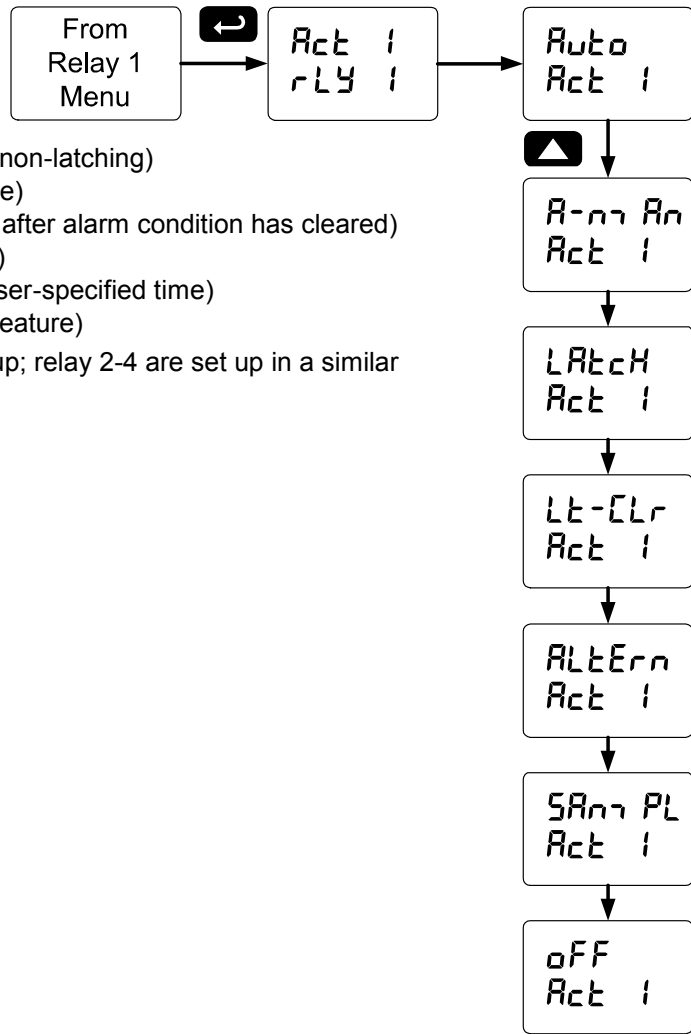 From
Relay 1
Menu
Act 1
rLY 1
Auto
Act 1
non-latching)
e)
after alarm condition has cleared)
)
ser-specified time)
eature)
up; relay 2-4 are set up in a similar
A-mAn
Act 1
LAtcH
Act 1
Lt-CLr
Act 1
ALtErn
Act 1
SAmPL
Act 1
oFF
Act 1